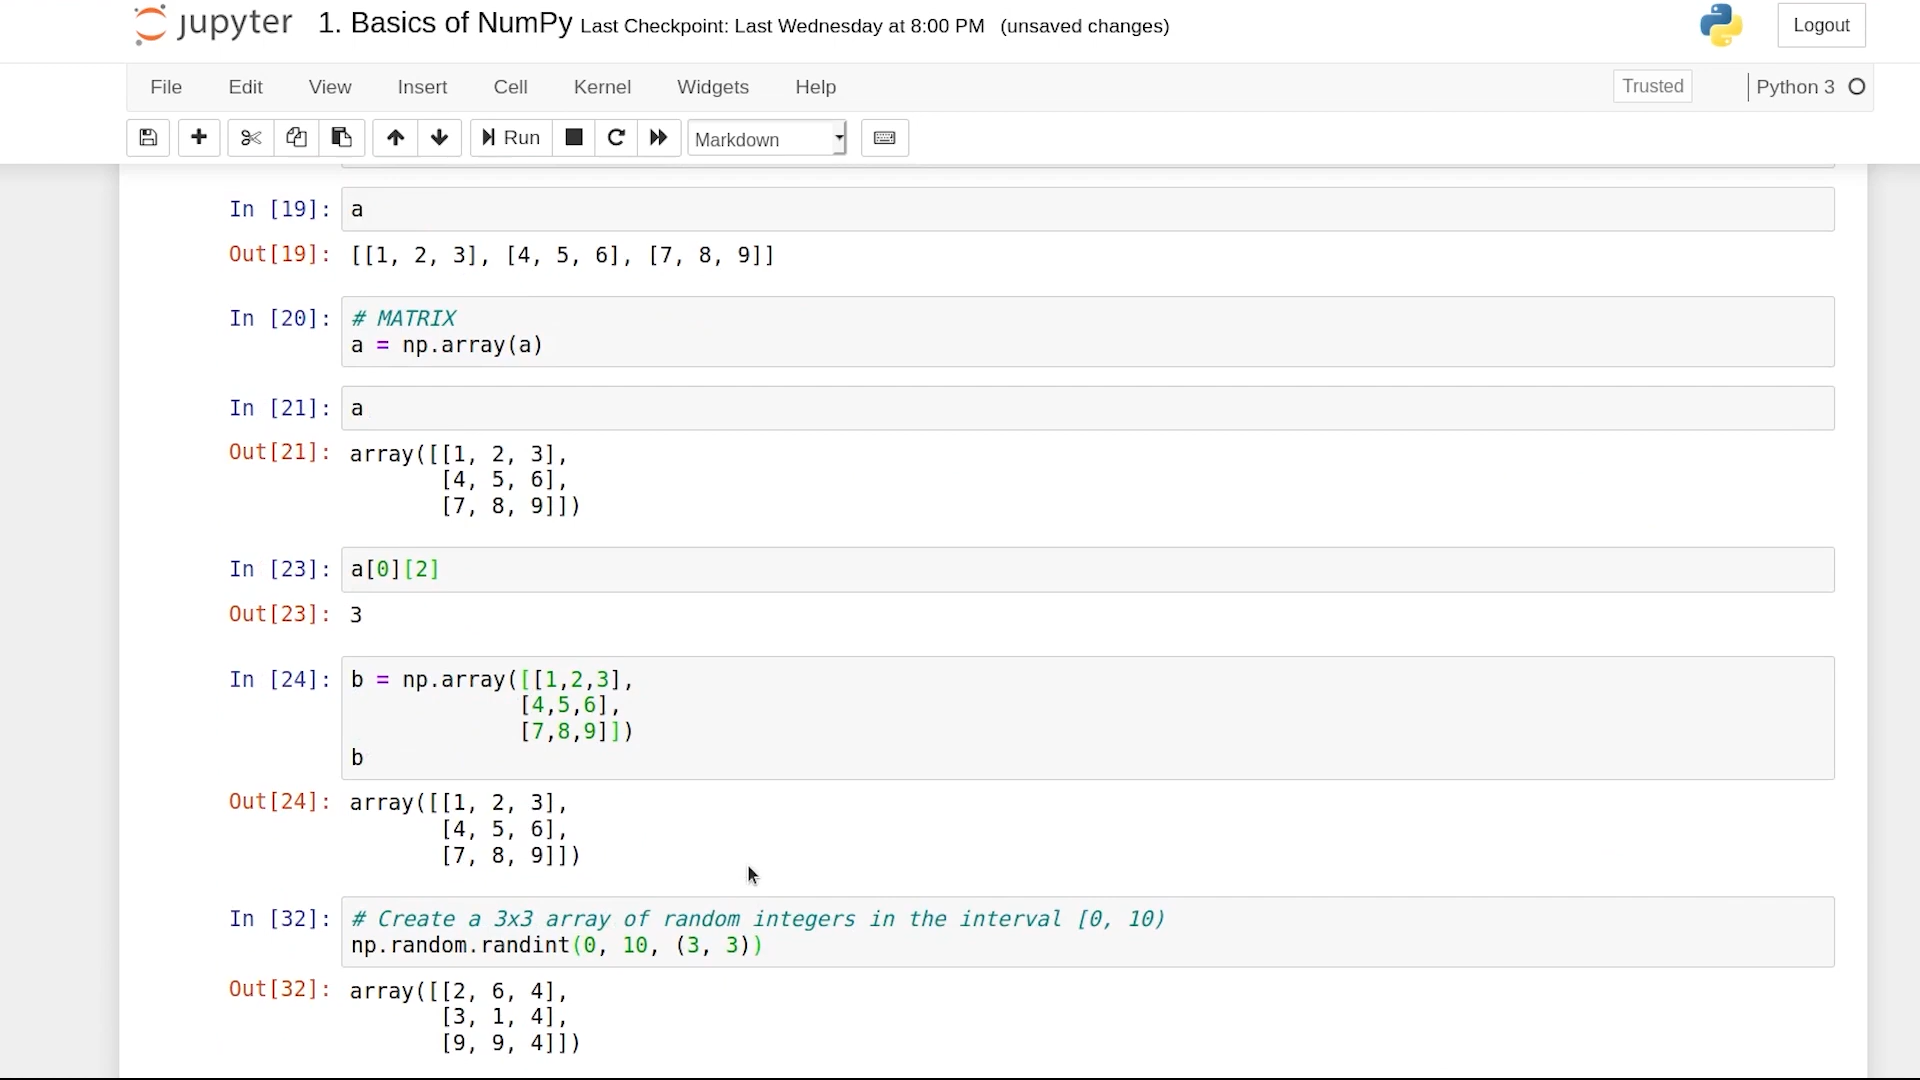 jupyter 1. Basics of NumPy Last Checkpoint: Last Wednesday at 8:00 PM (unsaved changes) Logout
File Edit View Insert Cell Kernel Widgets Help Trusted Python 3
Run Markdown
In [19]: a
Out[19]: [[1, 2, 3], [4, 5, 6], [7, 8, 9]]
In [20]: # MATRIX
a = np.array(a)
In [21]: a
Out[21]: array([[1, 2, 3],
[4, 5, 6],
[7, 8, 9]])
In [23]: a[0][2]
Out[23]: 3
In [24]: b = np.array([[1,2,3],
[4,5,6],
[7,8,9]])
b
Out[24]: array([[1, 2, 3],
[4, 5, 6],
[7, 8, 9]])
In [32]: # Create a 3x3 array of random integers in the interval [0, 10)
np.random.randint(0, 10, (3, 3))
Out[32]: array([[2, 6, 4],
[3, 1, 4],
[9, 9, 4]])